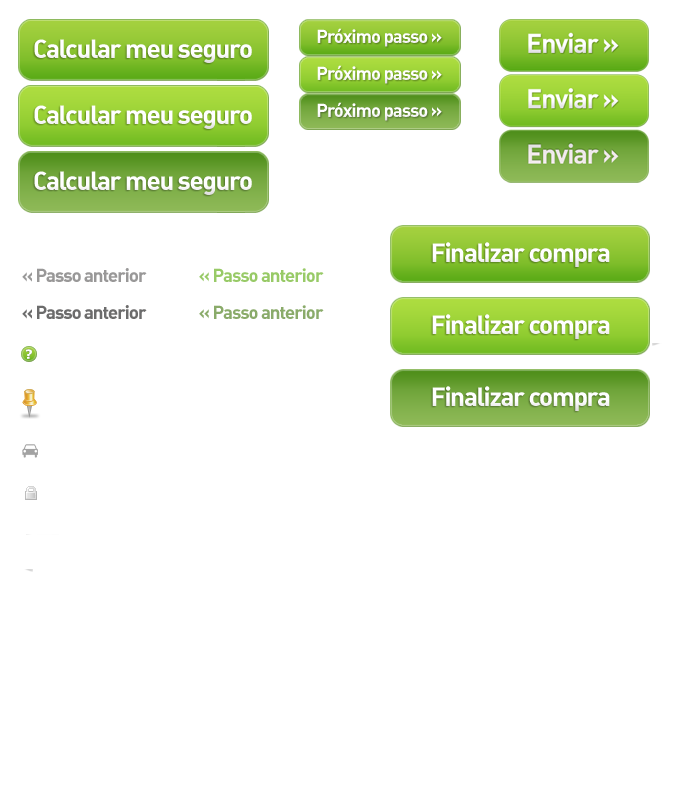 Calcular meu seguro
Calcular meu seguro
Calcular meu seguro
Próximo passo ››
Próximo passo ››
Próximo passo ››
Enviar ››
Enviar ››
Enviar ››
‹‹ Passo anterior
‹‹ Passo anterior
‹‹ Passo anterior
‹‹ Passo anterior
?
Finalizar compra
Finalizar compra
Finalizar compra